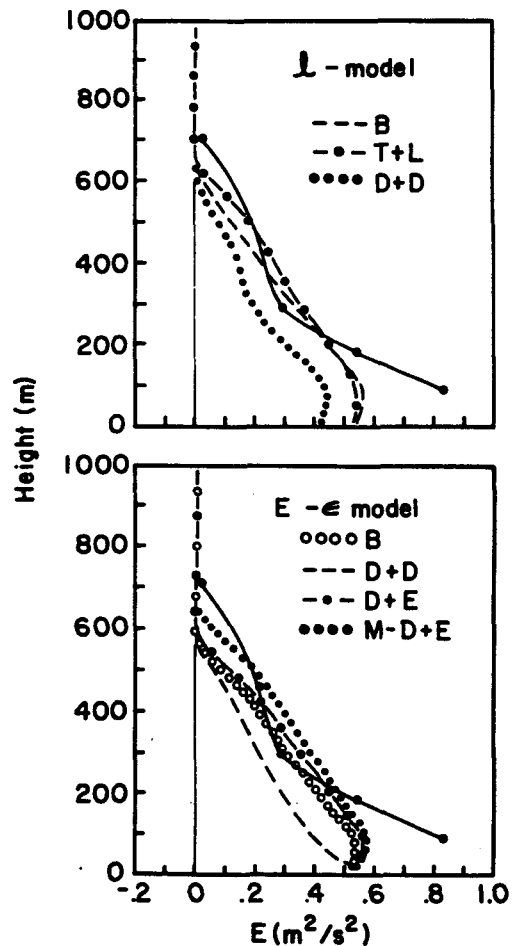 1000
800
600
400
200
0
l - model
B
T+L
D+D
Height (m)
1000
800
600
400
200
0
E - ϵ model
B
D+D
D+E
M-D+E
-.2 0 .2 .4 .6 .8 1.0
E (m²/s²)